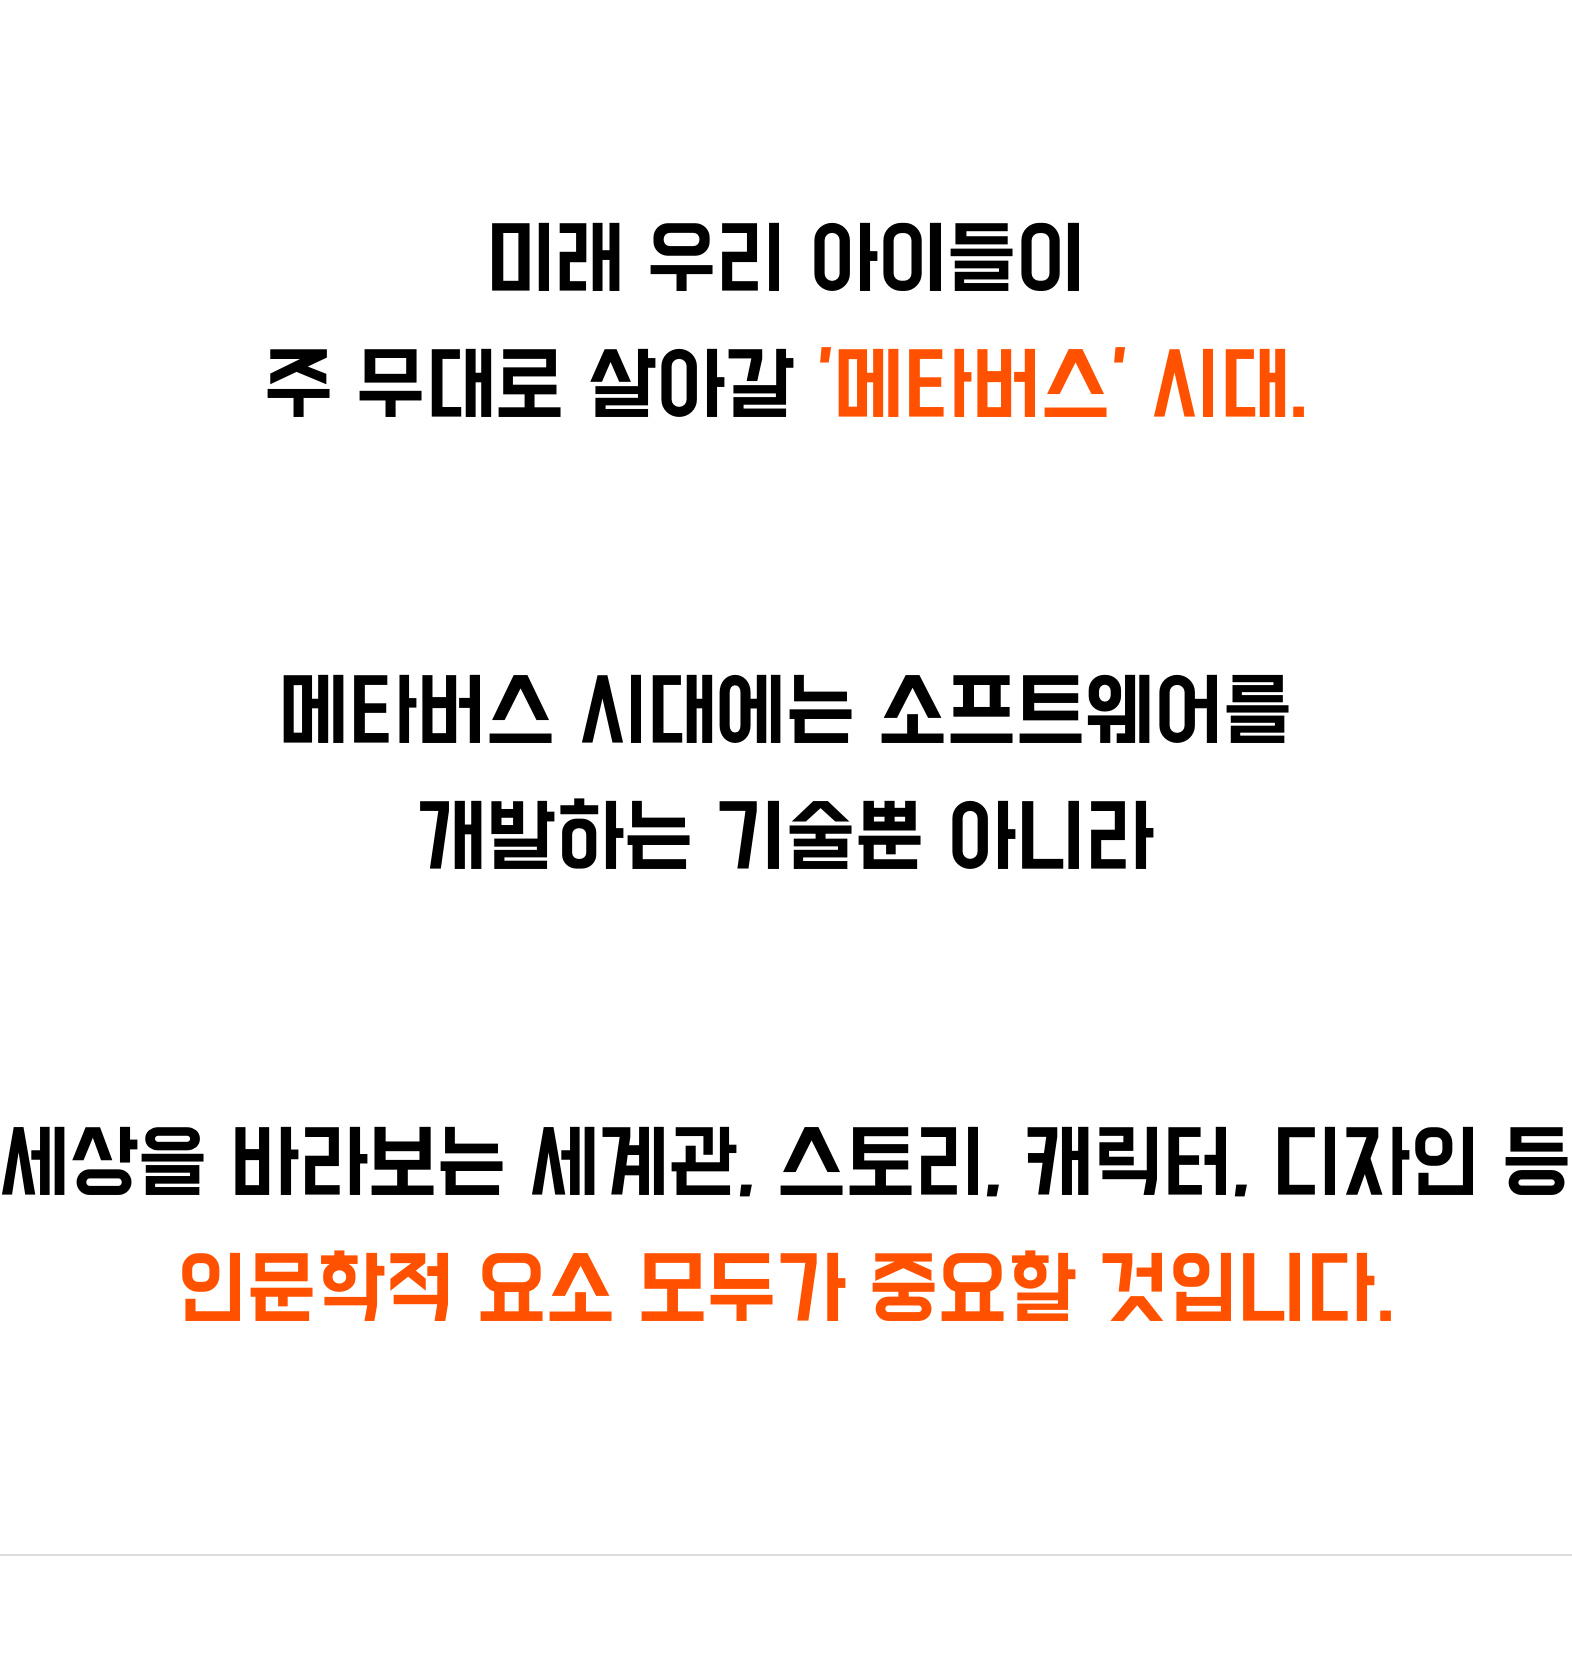 미래 우리 아이들이
주 무대로 살아갈 '메타버스' 시대.
메타버스 시대에는 소프트웨어를
개발하는 기술뿐 아니라
세상을 바라보는 세계관, 스토리, 캐릭터, 디자인 등
인문학적 요소 모두가 중요할 것입니다.